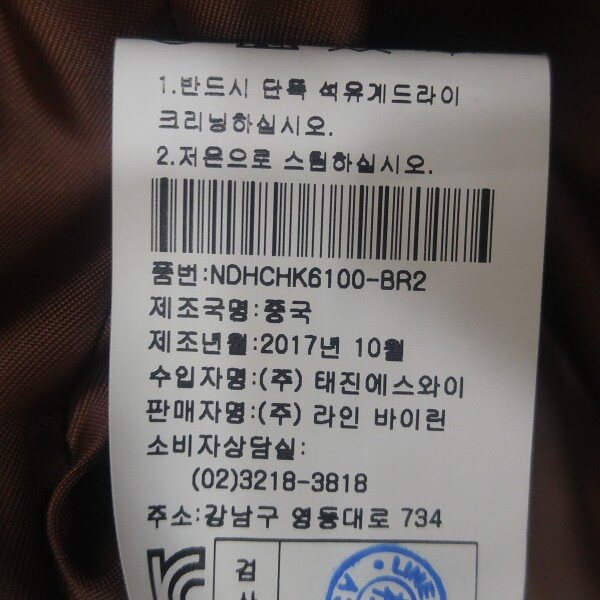 1.반드시 단독 석유계드라이
크리닝하십시오.
2.저온으로 스팀하십시오.
품번:NDHCHK6100-BR2
제조국명:중국
제조년월:2017년 10월
수입자명:(주) 태진에스와이
판매자명:(주) 라인 바이린
소비자상담실:
(02)3218-3818
주소:강남구 영동대로 734
검
LINE